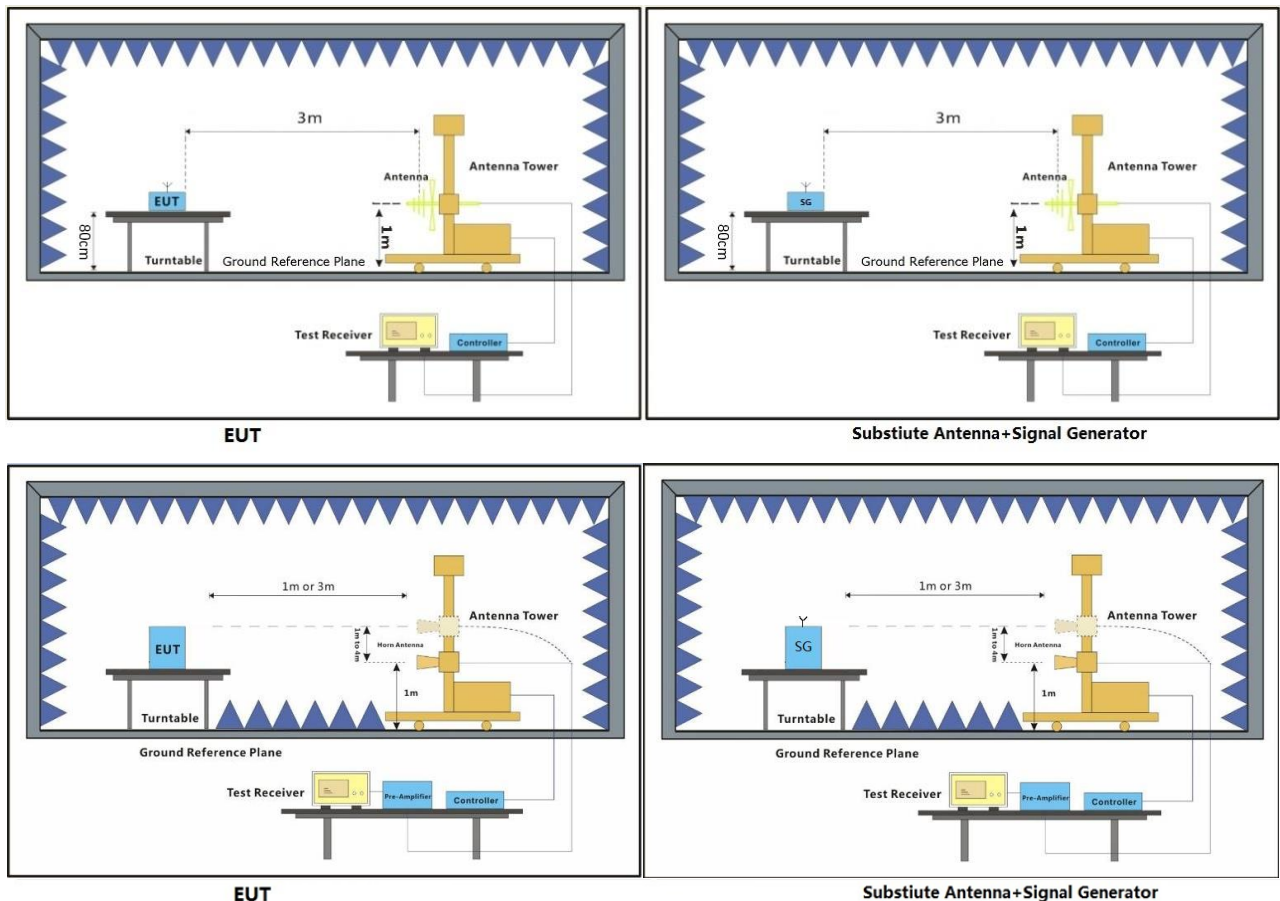 3m
Antenna Tower
Antenna
EUT
80cm
1m
Turntable
Ground Reference Plane
Test Receiver
Controller
EUT
3m
Antenna Tower
Antenna
SG
80cm
1m
Turntable
Ground Reference Plane
Test Receiver
Controller
Substiute Antenna+Signal Generator
1m or 3m
Antenna Tower
1m to 4m
Horn Antenna
EUT
1m
Turntable
Ground Reference Plane
Test Receiver
Pre-Amplifier
Controller
EUT
1m or 3m
Antenna Tower
1m to 4m
Horn Antenna
SG
1m
Turntable
Ground Reference Plane
Test Receiver
Pre-Amplifier
Controller
Substiute Antenna+Signal Generator